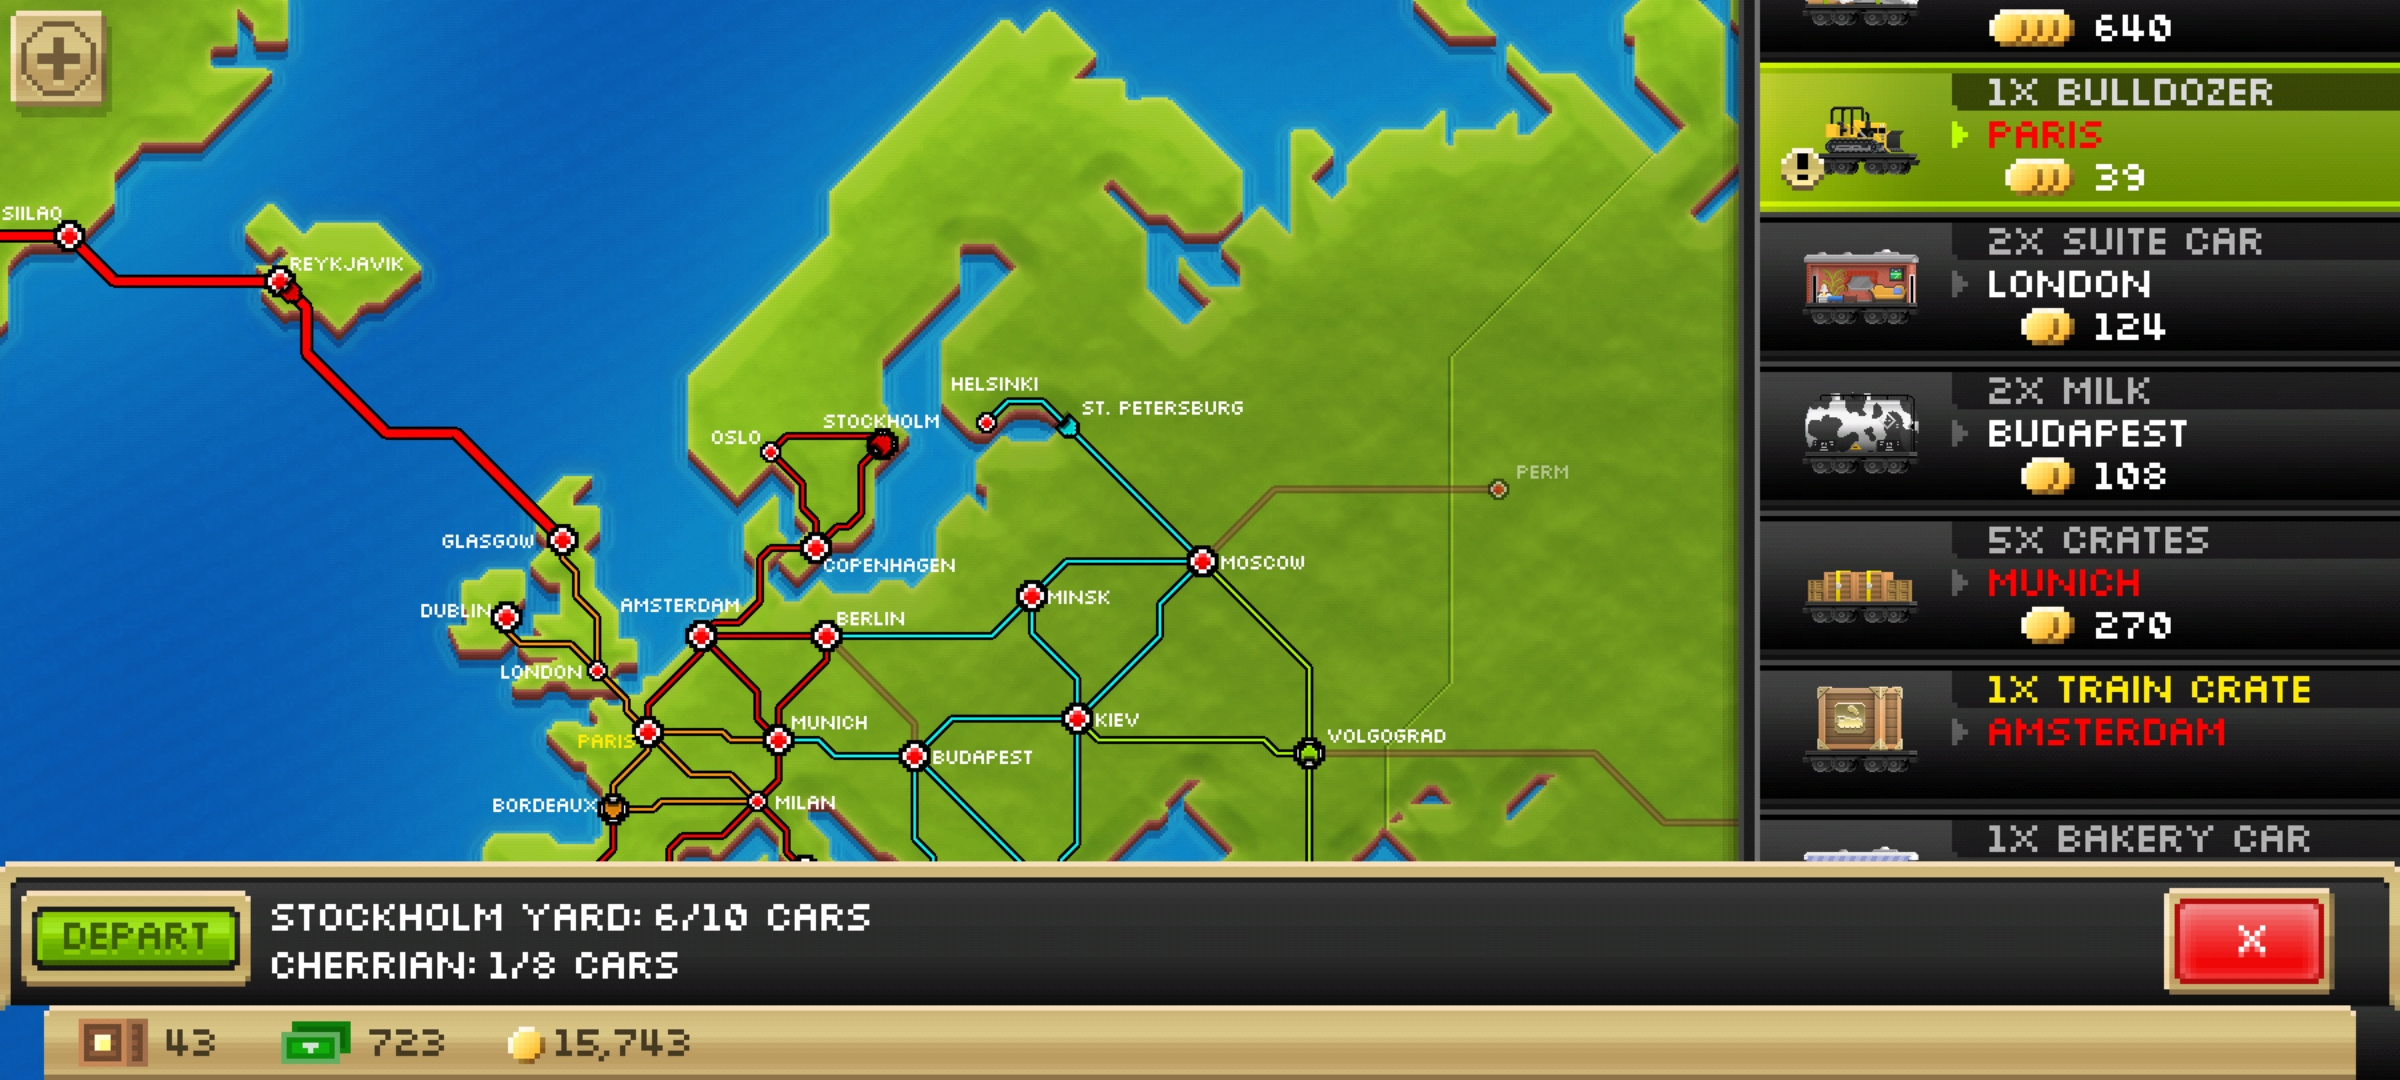 SIILAQ
REYKJAVIK
HELSINKI
ST. PETERSBURG
STOCKHOLM
OSLO
PERM
GLASGOW
COPENHAGEN
MOSCOW
DUBLIN
AMSTERDAM
MINSK
BERLIN
LONDON
MUNICH
KIEV
PARIS
BUDAPEST
VOLGOGRAD
BORDEAUX
MILAN
640
1X BULLDOZER
PARIS
39
2X SUITE CAR
LONDON
124
2X MILK
BUDAPEST
108
5X CRATES
MUNICH
270
1X TRAIN CRATE
AMSTERDAM
1X BAKERY CAR
DEPART
STOCKHOLM YARD: 6/10 CARS
CHERRIAN: 1/8 CARS
X
43 723 15,743